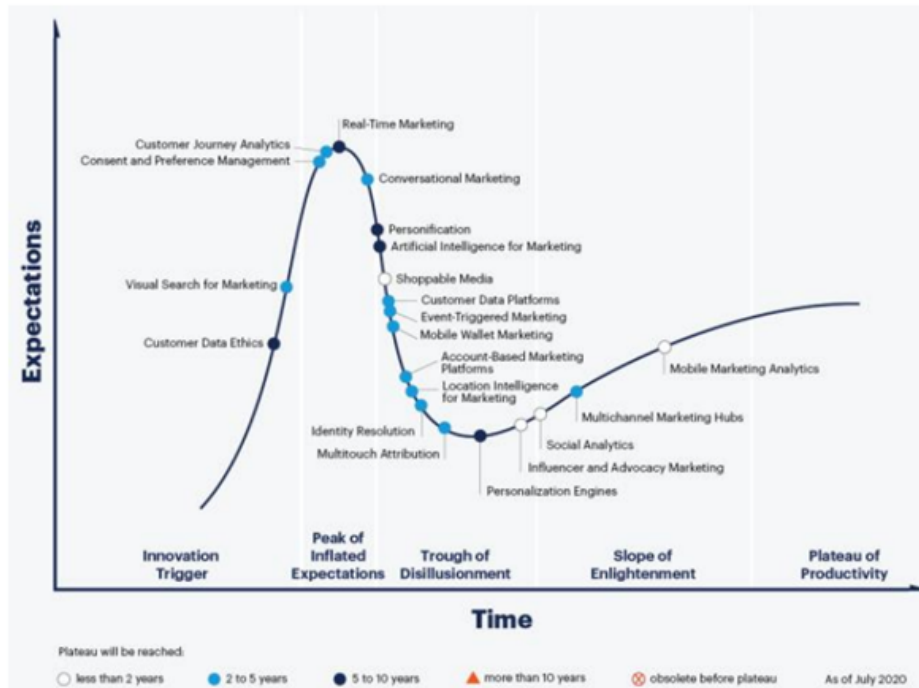 Real-Time Marketing
Customer Journey Analytics
Consent and Preference Management
Conversational Marketing
Personification
Artificial Intelligence for Marketing
Shoppable Media
Visual Search for Marketing
Customer Data Platforms
Event-Triggered Marketing
Mobile Wallet Marketing
Customer Data Ethics
Account-Based Marketing
Platforms
Location Intelligence
for Marketing
Mobile Marketing Analytics
Identity Resolution
Multichannel Marketing Hubs
Multitouch Attribution
Social Analytics
Influencer and Advocacy Marketing
Personalization Engines
Expectations
Innovation
Trigger
Peak of
Inflated
Expectations
Trough of
Disillusionment
Slope of
Enlightenment
Plateau of
Productivity
Time
Plateau will be reached:
less than 2 years
2 to 5 years
5 to 10 years
more than 10 years
obsolete before plateau
As of July 2020